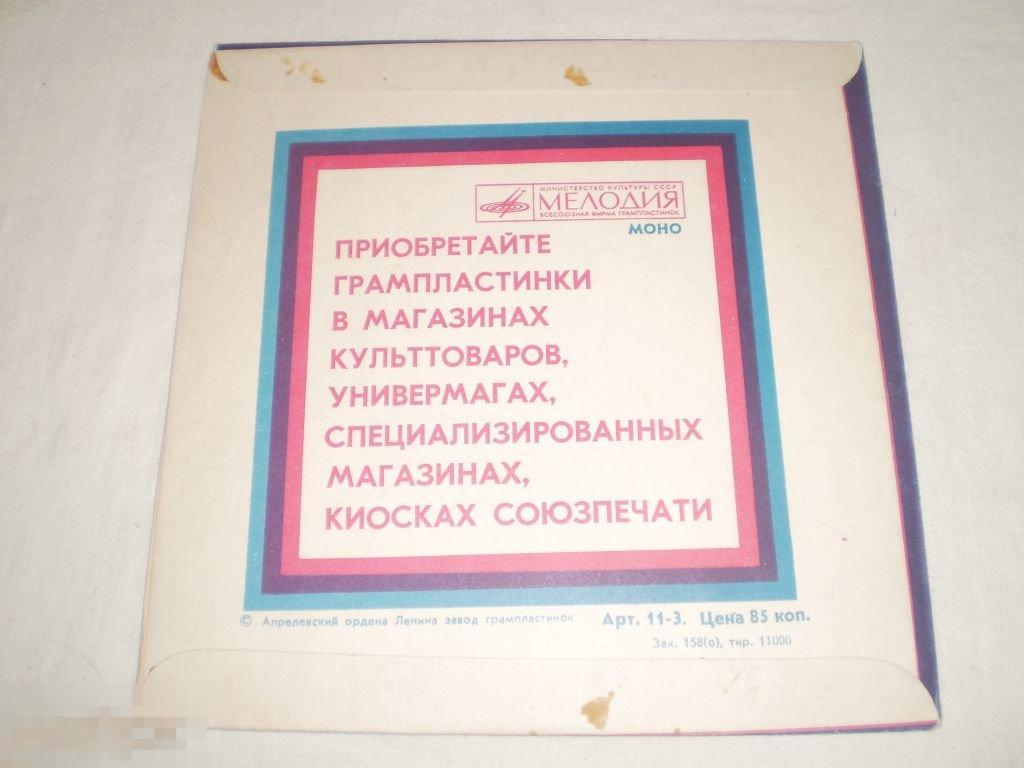 МИНИСТЕРСТВО КУЛЬТУРЫ СССР
МЕЛОДИЯ
ВСЕСОЮЗНАЯ ФИРМА ГРАМПЛАСТИНОК
МОНО
ПРИОБРЕТАЙТЕ
ГРАМПЛАСТИНКИ
В МАГАЗИНАХ
КУЛЬТТОВАРОВ,
УНИВЕРМАГАХ,
СПЕЦИАЛИЗИРОВАННЫХ
МАГАЗИНАХ,
КИОСКАХ СОЮЗПЕЧАТИ
© Апрелевский ордена Ленина завод грампластинок Арт. 11-3. Цена 85 коп.
Зак. 158(о), тир. 11000